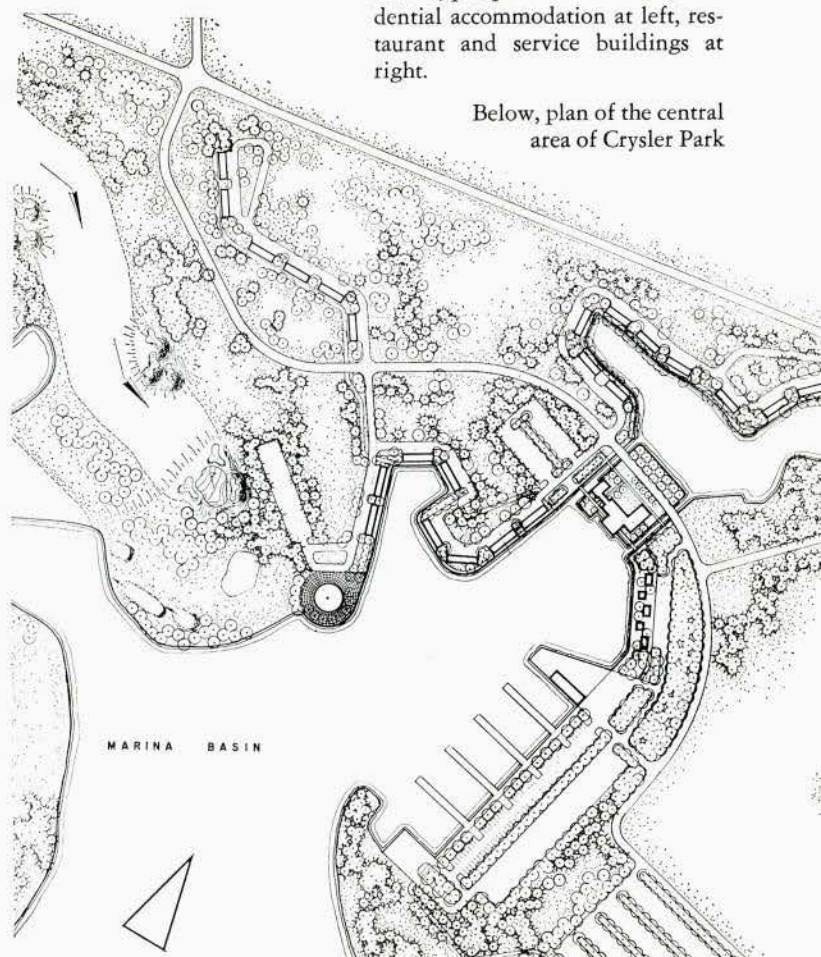 dential accommodation at left, res-
taurant and service buildings at
right.
Below, plan of the central
area of Crysler Park
MARINA BASIN